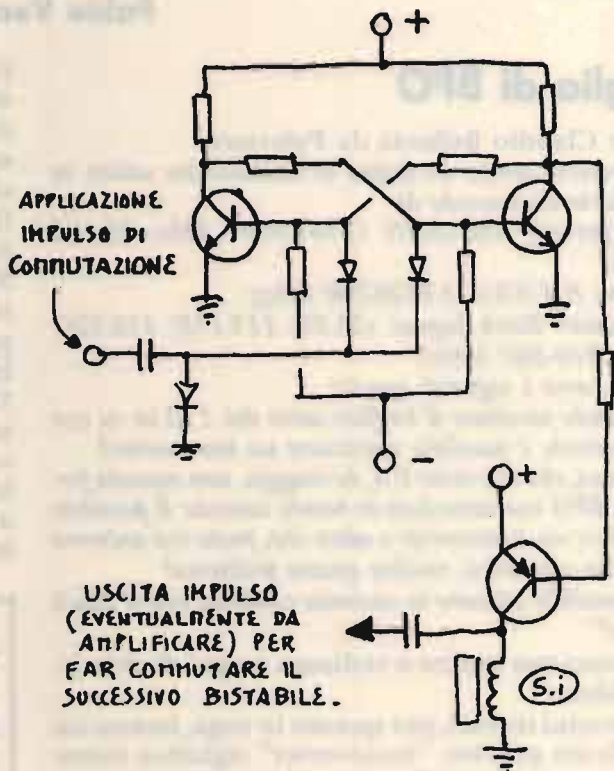 +
APPLICAZIONE
IMPULSO DI
COMMUTAZIONE
-
+
USCITA IMPULSO
(EVENTUALMENTE DA
AMPLIFICARE) PER
FAR COMMUTARE IL
SUCCESSIVO BISTABILE.
S.i